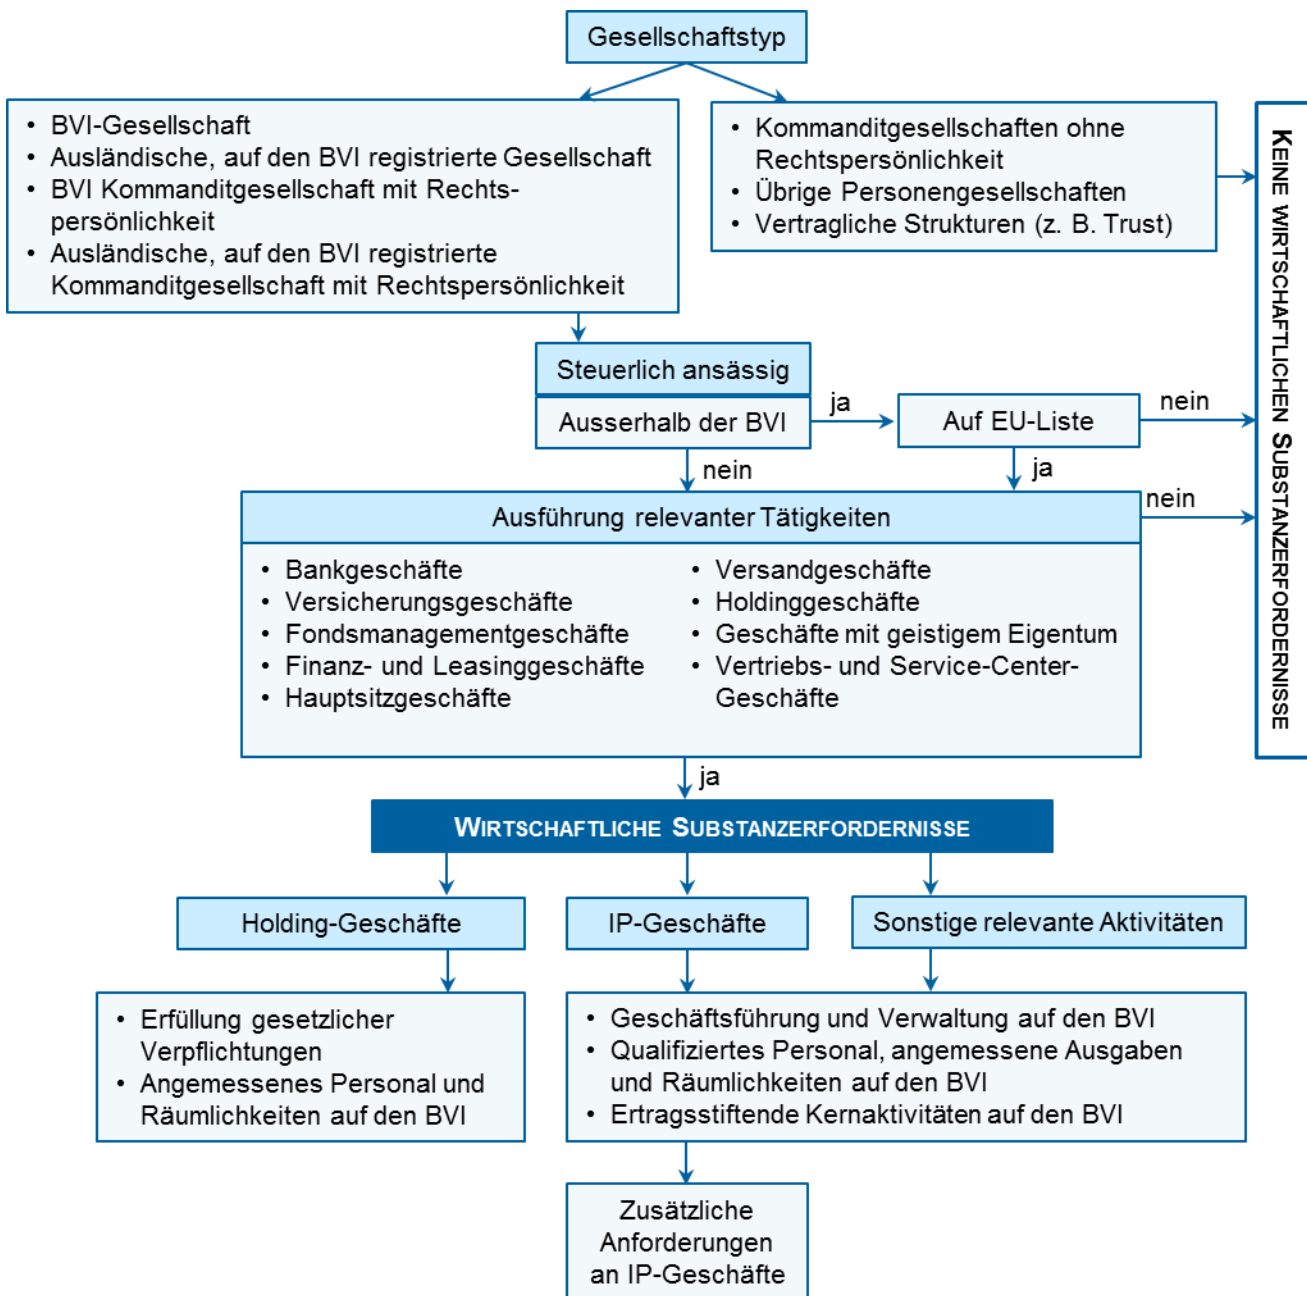 Gesellschaftstyp
• BVI-Gesellschaft
• Ausländische, auf den BVI registrierte Gesellschaft
• BVI Kommanditgesellschaft mit Rechts-
persönlichkeit
• Ausländische, auf den BVI registrierte
Kommanditgesellschaft mit Rechtspersönlichkeit
• Kommanditgesellschaften ohne
Rechtspersönlichkeit
• Übrige Personengesellschaften
• Vertragliche Strukturen (z. B. Trust)
KEINE WIRTSCHAFTLICHEN SUBSTANZERFORDERNISSE
Steuerlich ansässig
Ausserhalb der BVI
ja
Auf EU-Liste
nein
nein
ja
nein
Ausführung relevanter Tätigkeiten
• Bankgeschäfte
• Versicherungsgeschäfte
• Fondsmanagementgeschäfte
• Finanz- und Leasinggeschäfte
• Hauptsitzgeschäfte
• Versandgeschäfte
• Holdinggeschäfte
• Geschäfte mit geistigem Eigentum
• Vertriebs- und Service-Center-
Geschäfte
ja
WIRTSCHAFTLICHE SUBSTANZERFORDERNISSE
Holding-Geschäfte
IP-Geschäfte
Sonstige relevante Aktivitäten
• Erfüllung gesetzlicher
Verpflichtungen
• Angemessenes Personal und
Räumlichkeiten auf den BVI
• Geschäftsführung und Verwaltung auf den BVI
• Qualifiziertes Personal, angemessene Ausgaben
und Räumlichkeiten auf den BVI
• Ertragsstiftende Kernaktivitäten auf den BVI
Zusätzliche
Anforderungen
an IP-Geschäfte